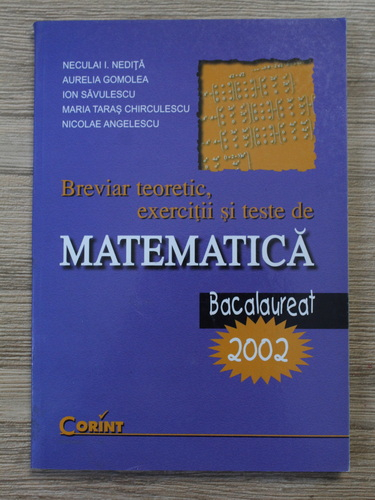 NECULAI I. NEDIȚĂ
AURELIA GOMOLEA
ION SĂVULESCU
MARIA TARAȘ CHIRCULESCU
NICOLAE ANGELESCU
Breviar teoretic,
exerciții și teste de
MATEMATICĂ
Bacalaureat
2002
CORINT